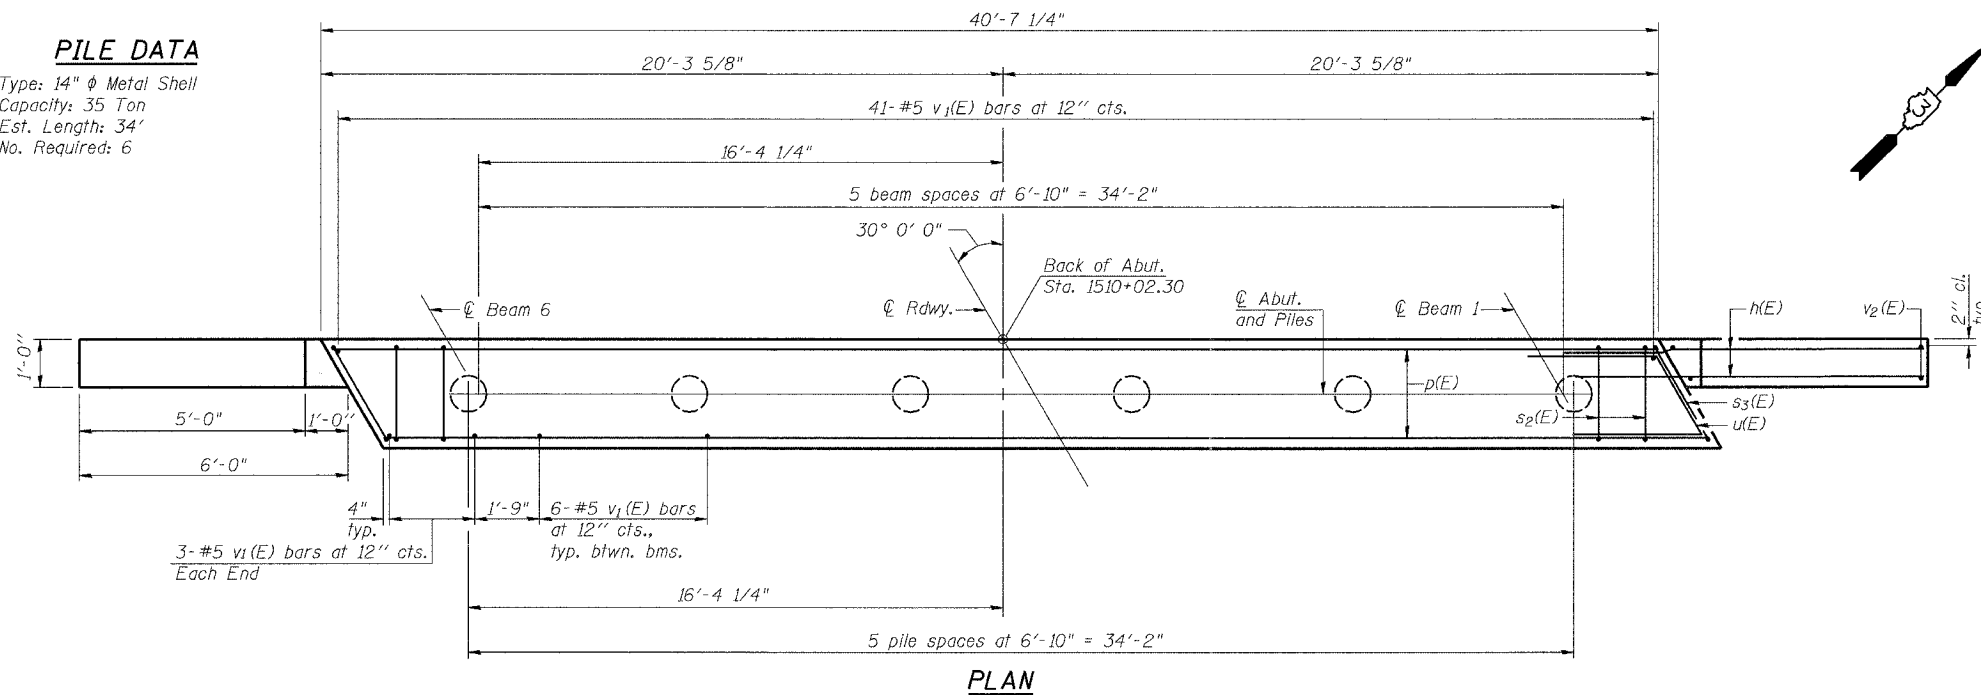 PILE DATA
Type: 14" ϕ Metal Shell
Capacity: 35 Ton
Est. Length: 34'
No. Required: 6
40'-7 1/4"
20'-3 5/8"
20'-3 5/8"
41-#5 v1(E) bars at 12" cts.
16'-4 1/4"
5 beam spaces at 6'-10" = 34'-2"
30° 0' 0"
Back of Abut.
Sta. 1510+02.30
℄ Beam 6
℄ Rdwy.
℄ Abut.
and Piles
℄ Beam 1
h(E)
v2(E)
2" cl.
typ.
1'-0"
p(E)
s2(E)
s3(E)
u(E)
5'-0"
1'-0"
6'-0"
4"
typ.
1'-9"
6-#5 v1(E) bars
at 12" cts.,
typ. btwn. bms.
3-#5 v1(E) bars at 12" cts.
Each End
16'-4 1/4"
5 pile spaces at 6'-10" = 34'-2"
PLAN